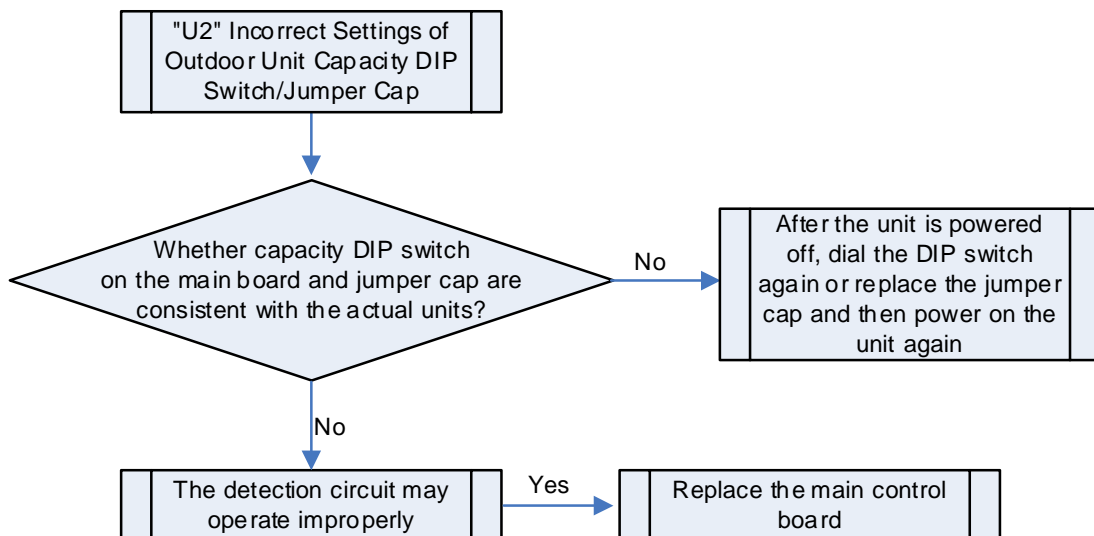 "U2" Incorrect Settings of
Outdoor Unit Capacity DIP
Switch/Jumper Cap
Whether capacity DIP switch
on the main board and jumper cap are
consistent with the actual units?
No
After the unit is powered
off, dial the DIP switch
again or replace the jumper
cap and then power on the
unit again
No
The detection circuit may
operate improperly
Yes
Replace the main control
board